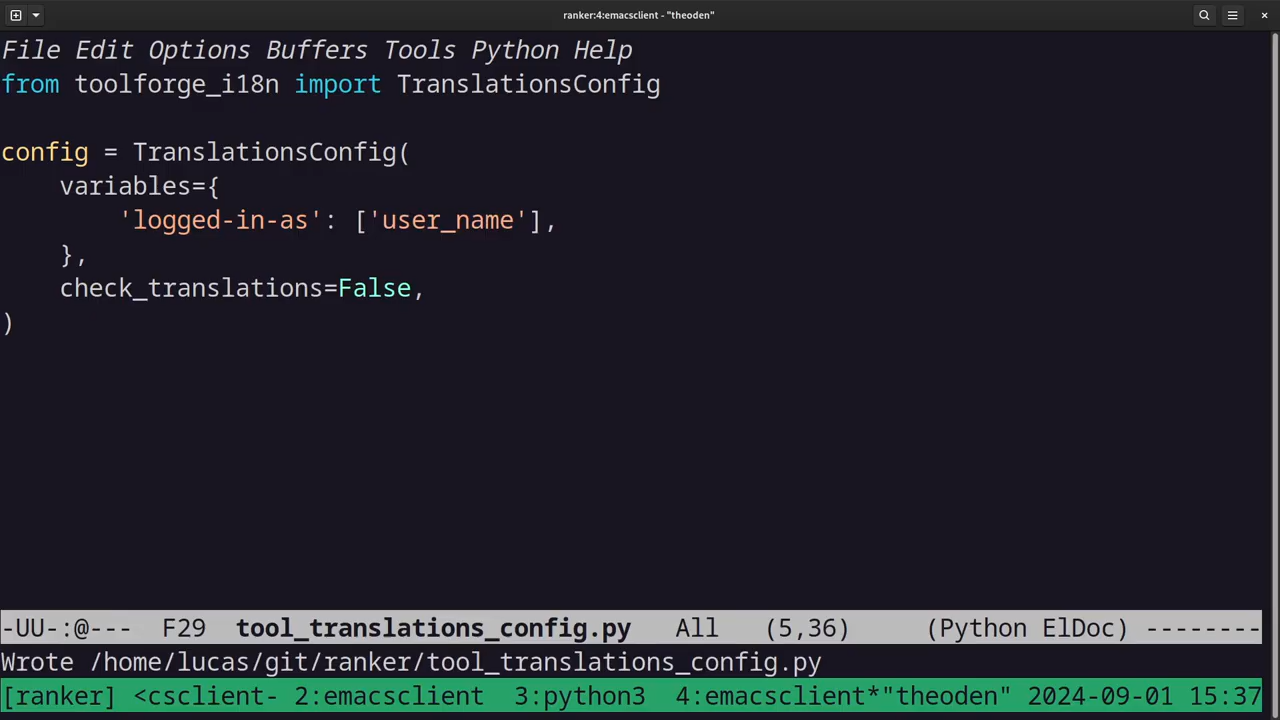 ranker:4:emacsclient - "theoden"
File Edit Options Buffers Tools Python Help
from toolforge_i18n import TranslationsConfig
config = TranslationsConfig(
    variables={
        'logged-in-as': ['user_name'],
    },
    check_translations=False,
)
-UU-:@---  F29  tool_translations_config.py   All   (5,36)     (Python ElDoc) --------
Wrote /home/lucas/git/ranker/tool_translations_config.py
[ranker] <csclient- 2:emacsclient  3:python3  4:emacsclient*"theoden" 2024-09-01 15:37